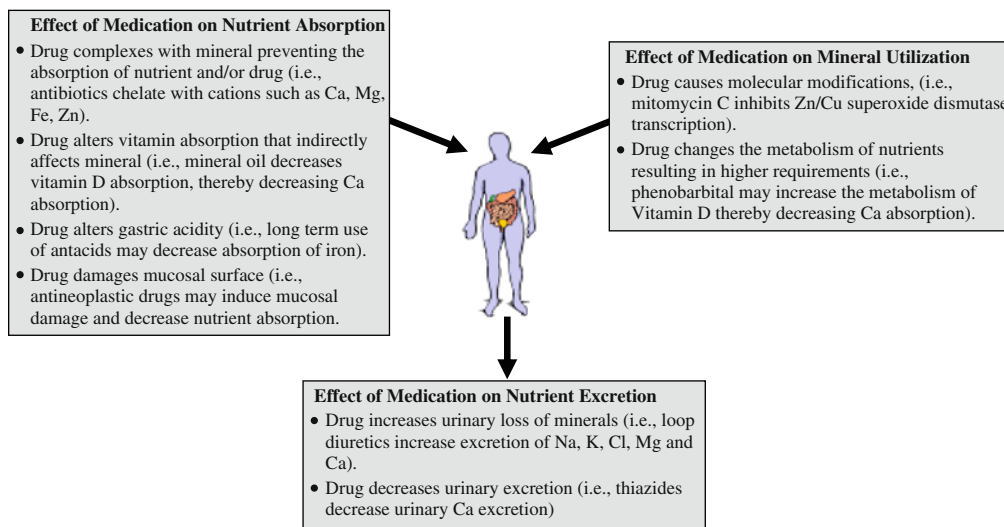 Effect of Medication on Nutrient Absorption
• Drug complexes with mineral preventing the
absorption of nutrient and/or drug (i.e.,
antibiotics chelate with cations such as Ca, Mg,
Fe, Zn).
• Drug alters vitamin absorption that indirectly
affects mineral (i.e., mineral oil decreases
vitamin D absorption, thereby decreasing Ca
absorption).
• Drug alters gastric acidity (i.e., long term use
of antacids may decrease absorption of iron).
• Drug damages mucosal surface (i.e.,
antineoplastic drugs may induce mucosal
damage and decrease nutrient absorption.
Effect of Medication on Mineral Utilization
• Drug causes molecular modifications, (i.e.,
mitomycin C inhibits Zn/Cu superoxide dismutase
transcription).
• Drug changes the metabolism of nutrients
resulting in higher requirements (i.e.,
phenobarbital may increase the metabolism of
Vitamin D thereby decreasing Ca absorption).
Effect of Medication on Nutrient Excretion
• Drug increases urinary loss of minerals (i.e., loop
diuretics increase excretion of Na, K, Cl, Mg and
Ca).
• Drug decreases urinary excretion (i.e., thiazides
decrease urinary Ca excretion)